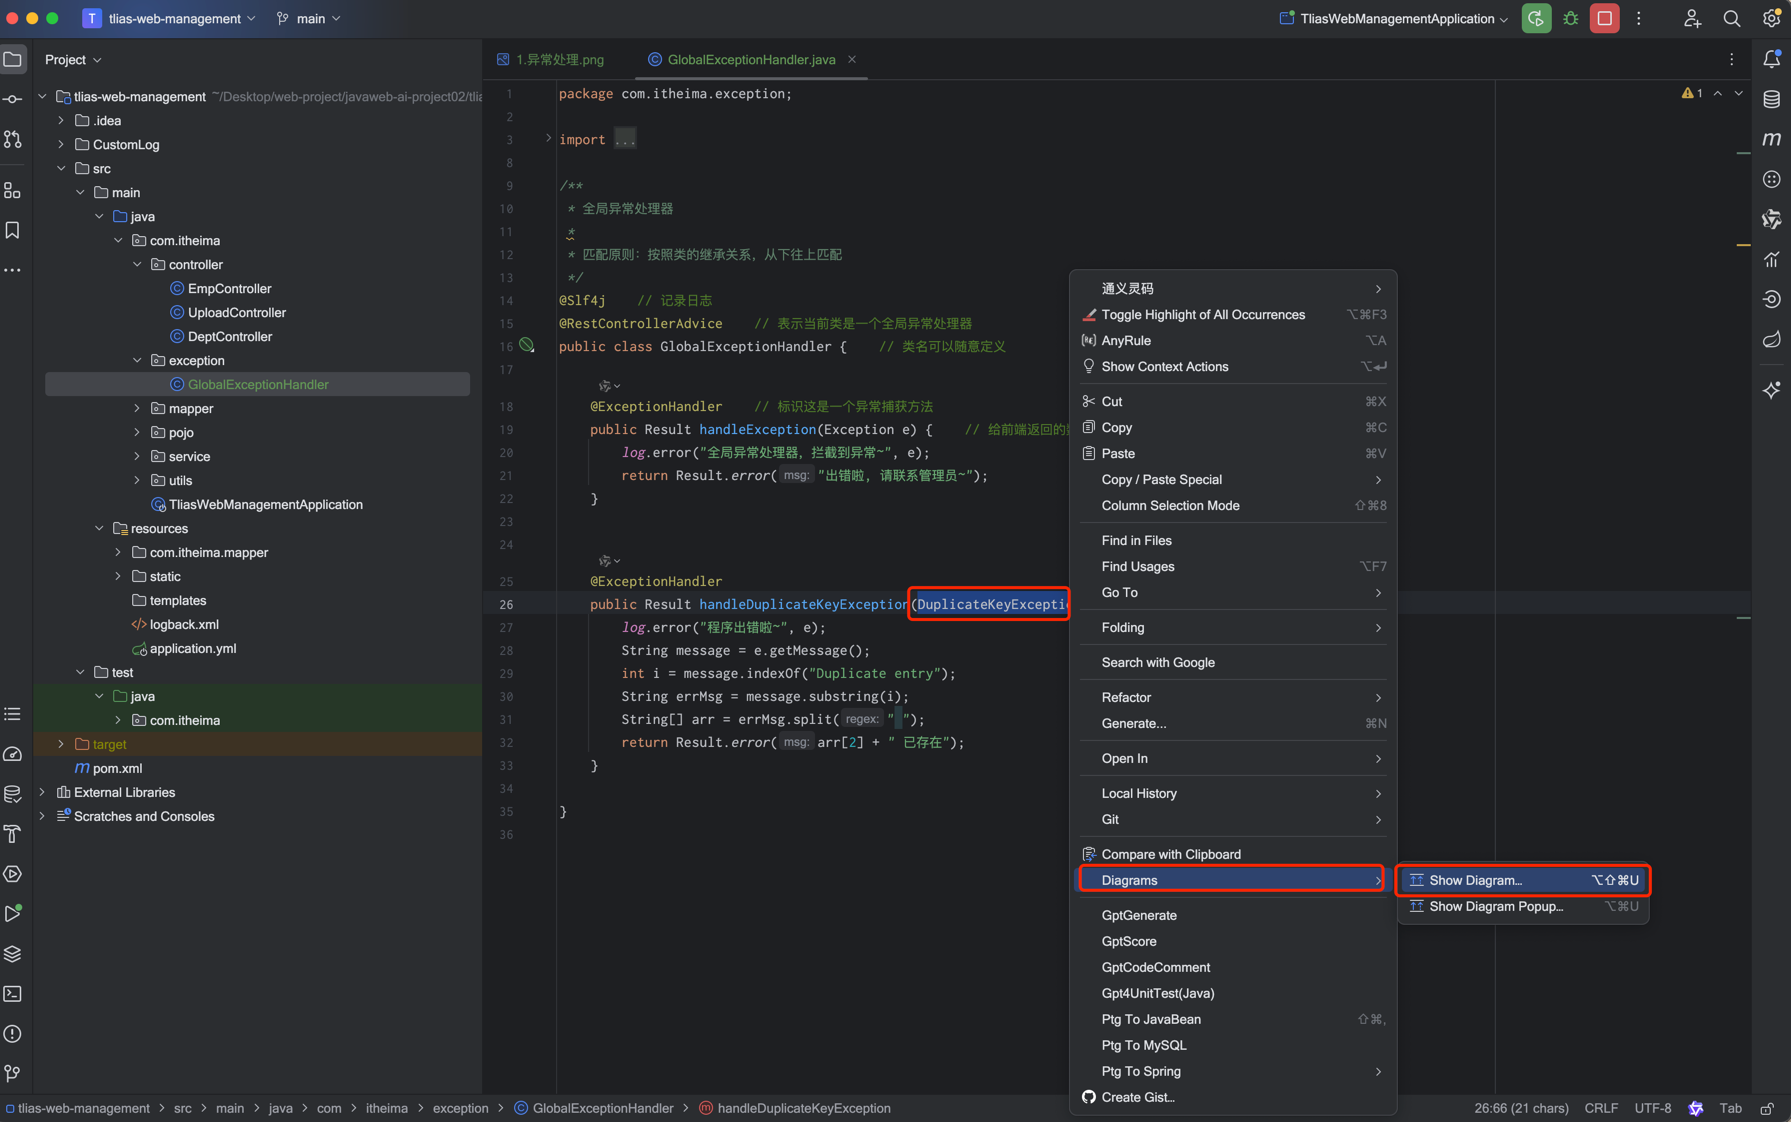 T tlias-web-management main TliasWebManagementApplication
Project
tlias-web-management ~/Desktop/web-project/javaweb-ai-project02/tlia
.idea
CustomLog
src
main
java
com.itheima
controller
EmpController
UploadController
DeptController
exception
GlobalExceptionHandler
mapper
pojo
service
utils
TliasWebManagementApplication
resources
com.itheima.mapper
static
templates
logback.xml
application.yml
test
java
com.itheima
target
pom.xml
External Libraries
Scratches and Consoles
1.异常处理.png GlobalExceptionHandler.java
1
1 package com.itheima.exception;
2
3 import ...
8
9 /**
10 * 全局异常处理器
11 *
12 * 匹配原则：按照类的继承关系，从下往上匹配
13 */
14 @Slf4j // 记录日志
15 @RestControllerAdvice // 表示当前类是一个全局异常处理器
16 public class GlobalExceptionHandler { // 类名可以随意定义
17
18 @ExceptionHandler // 标识这是一个异常捕获方法
19 public Result handleException(Exception e) { // 给前端返回的
20 log.error("全局异常处理器，拦截到异常~", e);
21 return Result.error( msg: "出错啦，请联系管理员~");
22 }
23
24
25 @ExceptionHandler
26 public Result handleDuplicateKeyException(DuplicateKeyExceptio
27 log.error("程序出错啦~", e);
28 String message = e.getMessage();
29 int i = message.indexOf("Duplicate entry");
30 String errMsg = message.substring(i);
31 String[] arr = errMsg.split( regex: " ");
32 return Result.error( msg: arr[2] + " 已存在");
33 }
34
35 }
36
通义灵码
Toggle Highlight of All Occurrences ⌥⌘F3
AnyRule ⌥A
Show Context Actions ⌥↩
Cut ⌘X
Copy ⌘C
Paste ⌘V
Copy / Paste Special
Column Selection Mode ⇧⌘8
Find in Files
Find Usages ⌥F7
Go To
Folding
Search with Google
Refactor
Generate... ⌘N
Open In
Local History
Git
Compare with Clipboard
Diagrams
Show Diagram... ⌥⇧⌘U
Show Diagram Popup... ⌥⌘U
GptGenerate
GptScore
GptCodeComment
Gpt4UnitTest(Java)
Ptg To JavaBean ⇧⌘,
Ptg To MySQL
Ptg To Spring
Create Gist...
tlias-web-management > src > main > java > com > itheima > exception > GlobalExceptionHandler > handleDuplicateKeyException 26:66 (21 chars) CRLF UTF-8 Tab